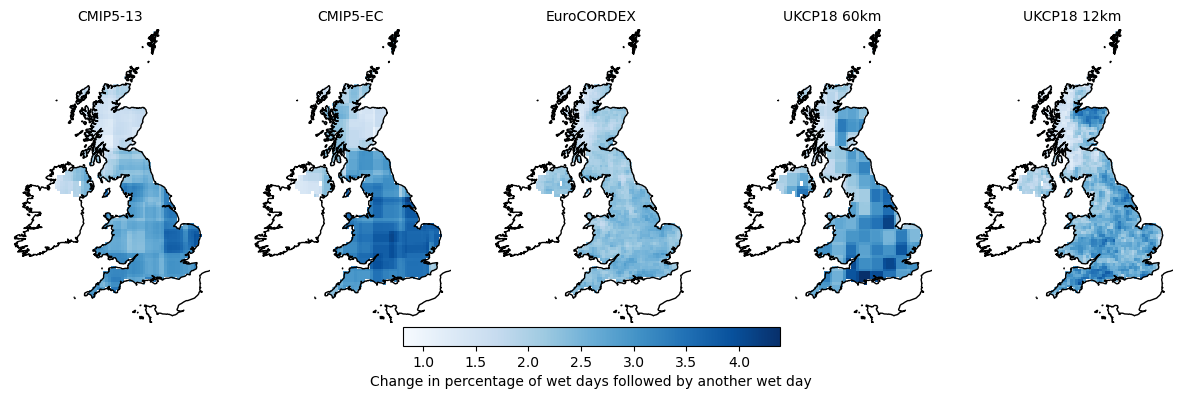 CMIP5-13 CMIP5-EC EuroCORDEX UKCP18 60km UKCP18 12km
1.0 1.5 2.0 2.5 3.0 3.5 4.0
Change in percentage of wet days followed by another wet day